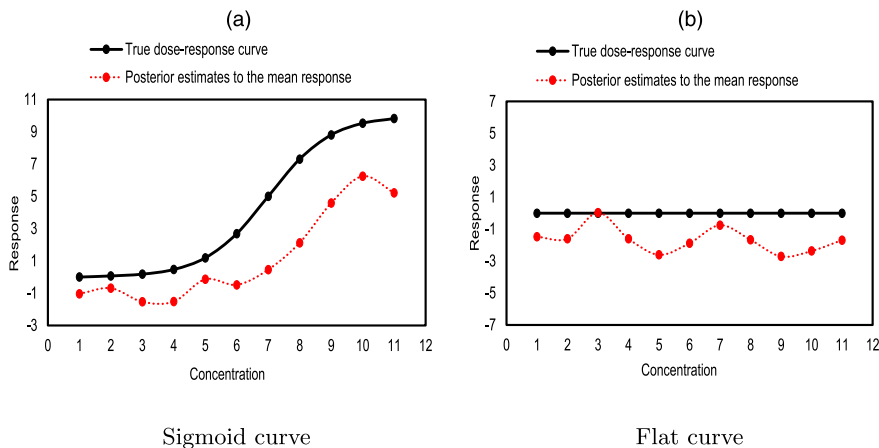 (a)
True dose-response curve
Posterior estimates to the mean response
11
9
7
5
3
1
-1
-3
Response
0 1 2 3 4 5 6 7 8 9 10 11 12
Concentration
Sigmoid curve
(b)
True dose-response curve
Posterior estimates to the mean response
7
5
3
1
-1
-3
-5
-7
Response
0 1 2 3 4 5 6 7 8 9 10 11 12
Concentration
Flat curve